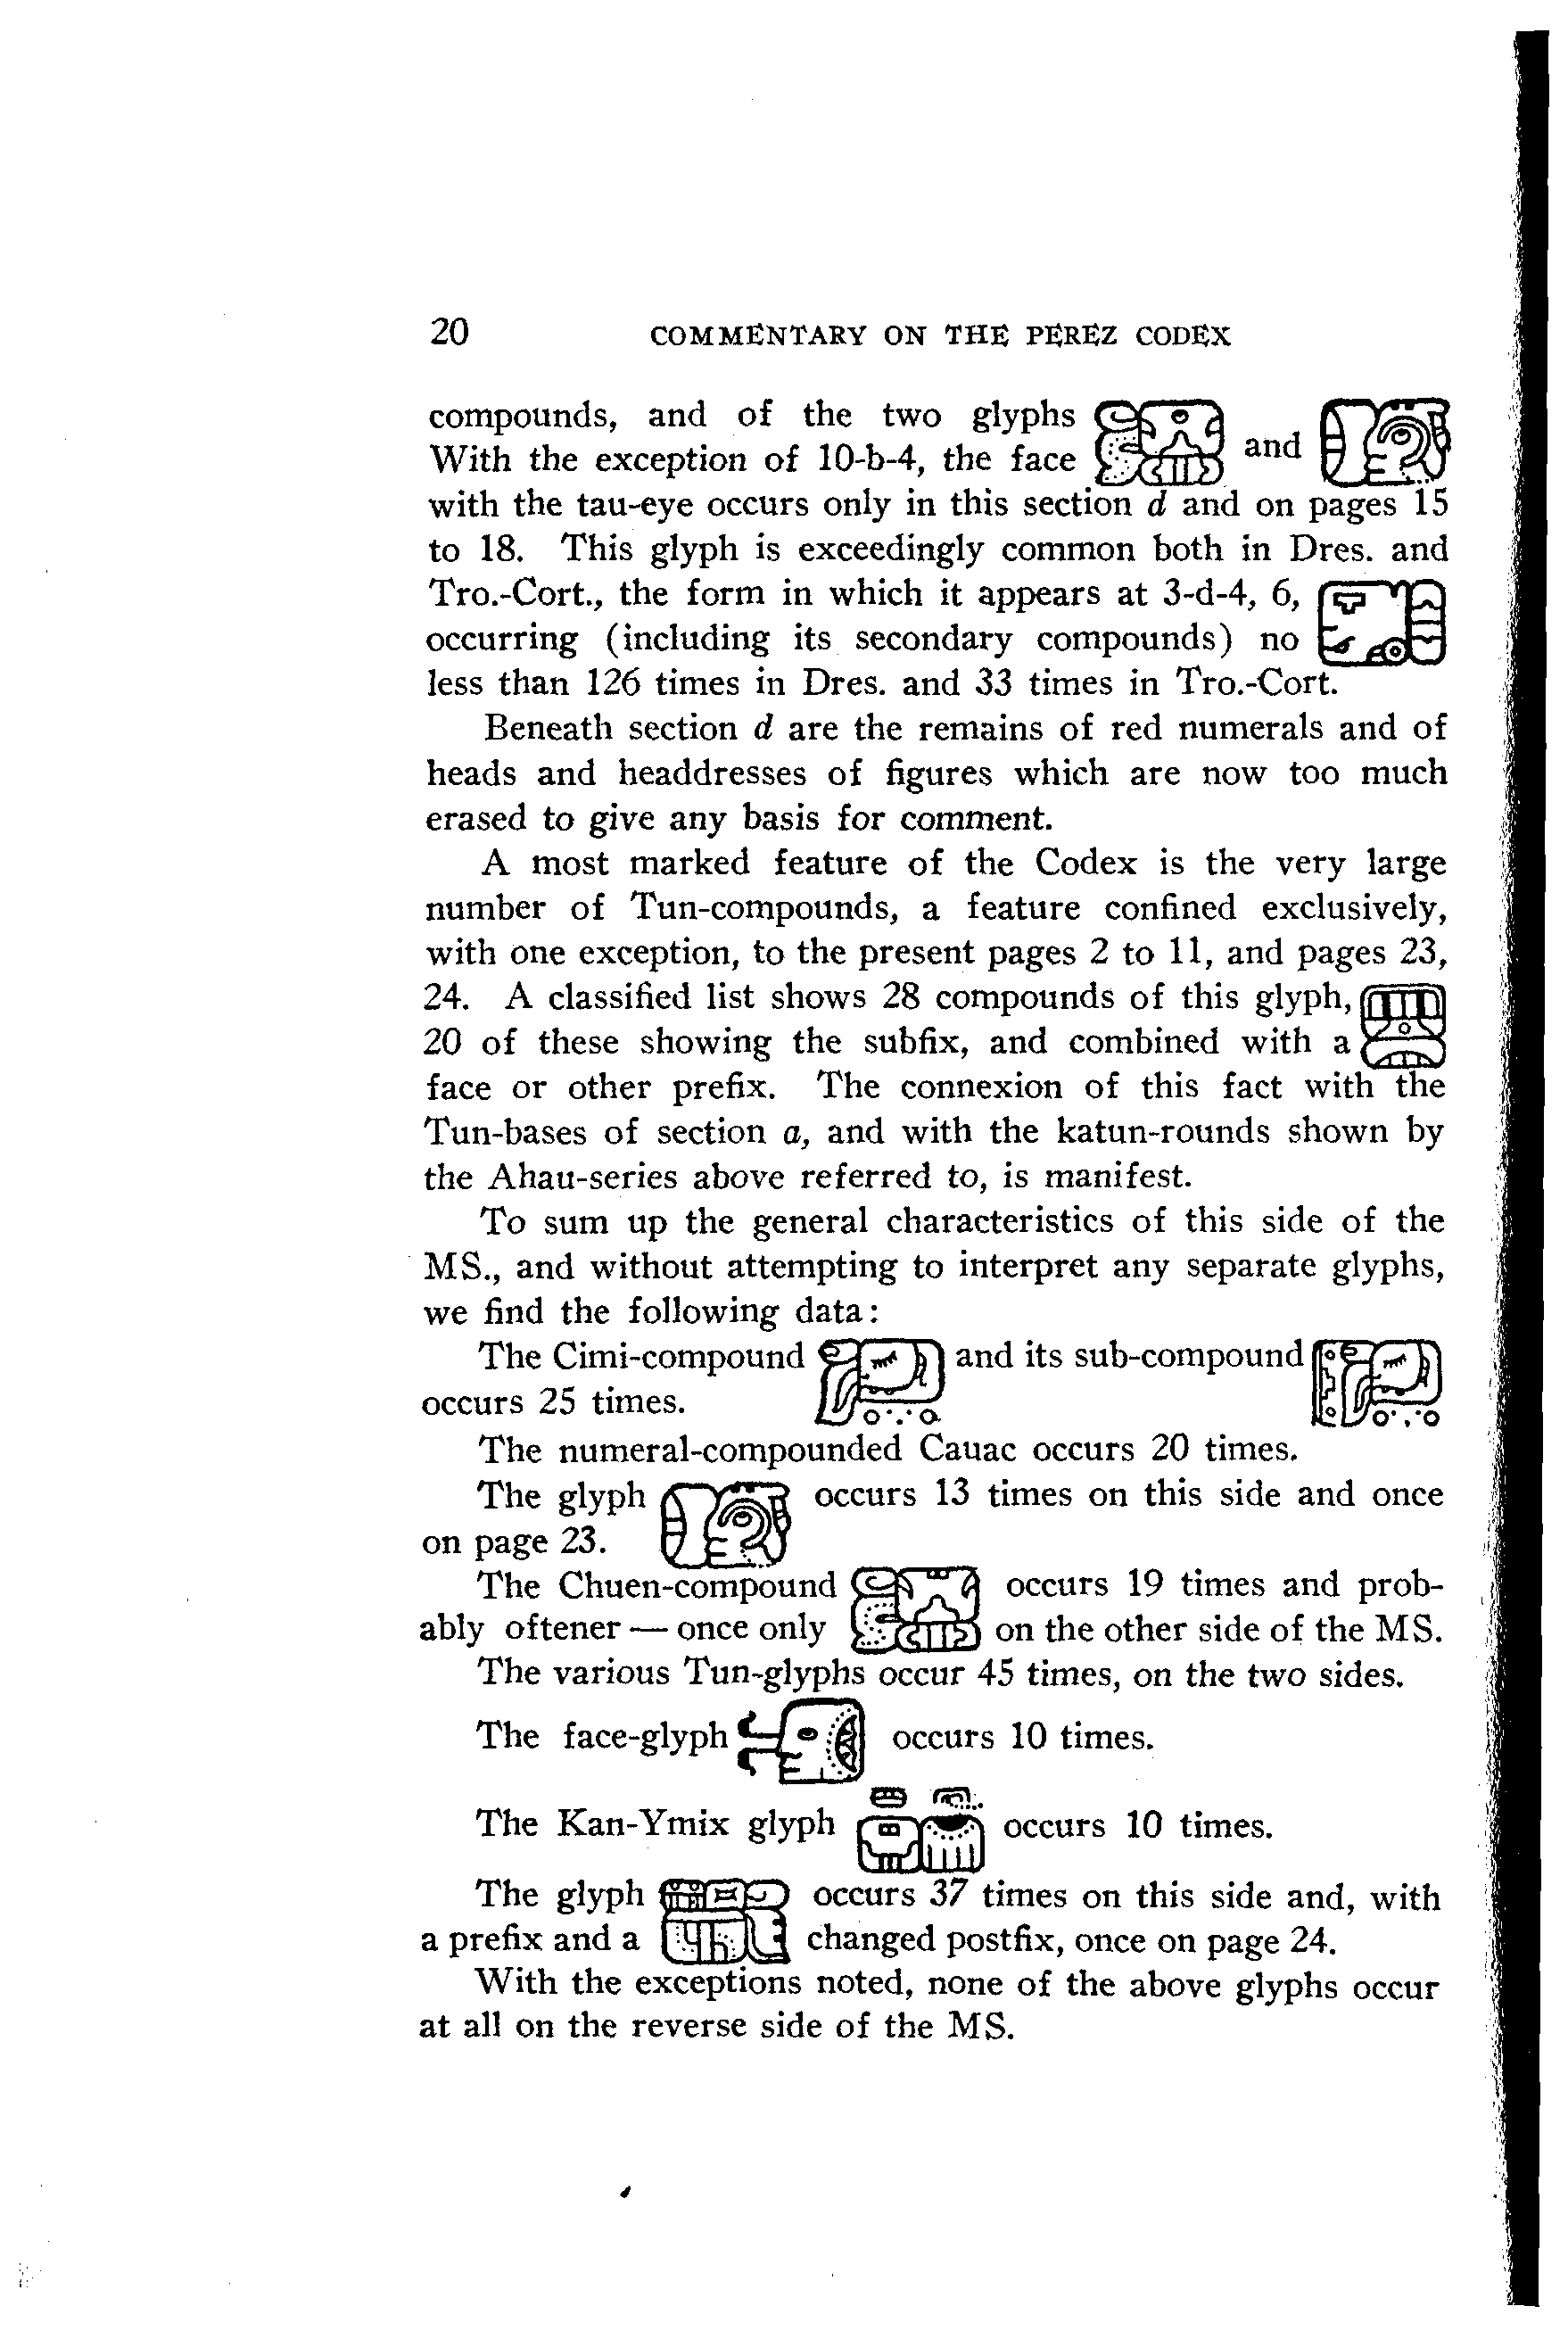 20 COMMENTARY ON THE PEREZ CODEX
compounds, and of the two glyphs
and
With the exception of 10-b-4, the face
with the tau-eye occurs only in this section d and on pages 15
to 18. This glyph is exceedingly common both in Dres. and
Tro.-Cort., the form in which it appears at 3-d-4, 6,
occurring (including its secondary compounds) no
less than 126 times in Dres. and 33 times in Tro.-Cort.
Beneath section d are the remains of red numerals and of
heads and headdresses of figures which are now too much
erased to give any basis for comment.
A most marked feature of the Codex is the very large
number of Tun-compounds, a feature confined exclusively,
with one exception, to the present pages 2 to 11, and pages 23,
24. A classified list shows 28 compounds of this glyph,
20 of these showing the subfix, and combined with a
face or other prefix. The connexion of this fact with the
Tun-bases of section a, and with the katun-rounds shown by
the Ahau-series above referred to, is manifest.
To sum up the general characteristics of this side of the
MS., and without attempting to interpret any separate glyphs,
we find the following data:
The Cimi-compound and its sub-compound
occurs 25 times.
The numeral-compounded Cauac occurs 20 times.
The glyph occurs 13 times on this side and once
on page 23.
The Chuen-compound occurs 19 times and prob-
ably oftener — once only on the other side of the MS.
The various Tun-glyphs occur 45 times, on the two sides.
The face-glyph occurs 10 times.
The Kan-Ymix glyph occurs 10 times.
The glyph occurs 37 times on this side and, with
a prefix and a changed postfix, once on page 24.
With the exceptions noted, none of the above glyphs occur
at all on the reverse side of the MS.